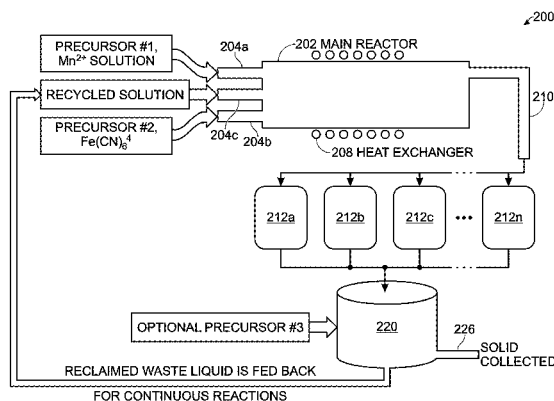 200
PRECURSOR #1,
Mn2+ SOLUTION
204a
202 MAIN REACTOR
RECYCLED SOLUTION
210
PRECURSOR #2,
Fe(CN)6 4
204c
204b
208 HEAT EXCHANGER
212a
212b
212c
212n
OPTIONAL PRECURSOR #3
220
226
SOLID
COLLECTED
RECLAIMED WASTE LIQUID IS FED BACK
FOR CONTINUOUS REACTIONS